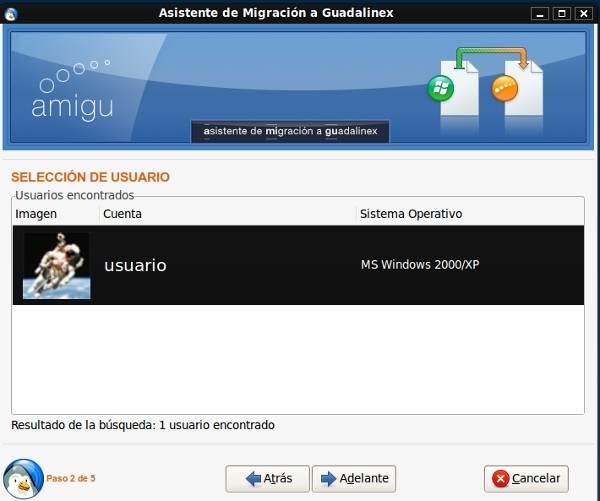 Asistente de Migración a Guadalinex
amigu
asistente de migración a guadalinex
SELECCIÓN DE USUARIO
Usuarios encontrados
Imagen Cuenta Sistema Operativo
usuario MS Windows 2000/XP
Resultado de la búsqueda: 1 usuario encontrado
Paso 2 de 5 Atrás Adelante Cancelar